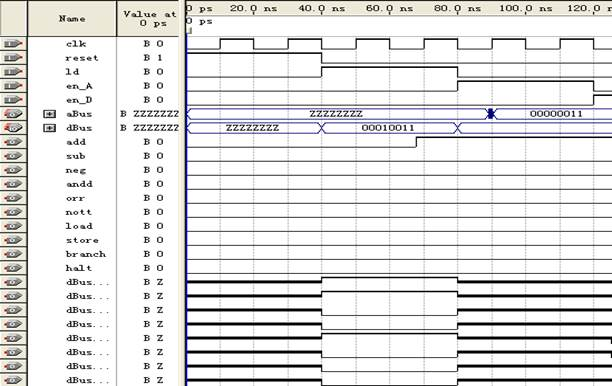 Name Value at 0 ps 0 ps 20.0 ns 40.0 ns 60.0 ns 80.0 ns 100.0 ns 120.0 n
0 ps
clk B 0
reset B 1
ld B 0
en_A B 0
en_D B 0
aBus B ZZZZZZZZ ZZZZZZZZ 00000011
dBus B ZZZZZZZZ ZZZZZZZZ 00010011
add B 0
sub B 0
neg B 0
andd B 0
orr B 0
nott B 0
load B 0
store B 0
branch B 0
halt B 0
dBus... B Z
dBus... B Z
dBus... B Z
dBus... B Z
dBus... B Z
dBus... B Z
dBus... B Z
dBus... B Z